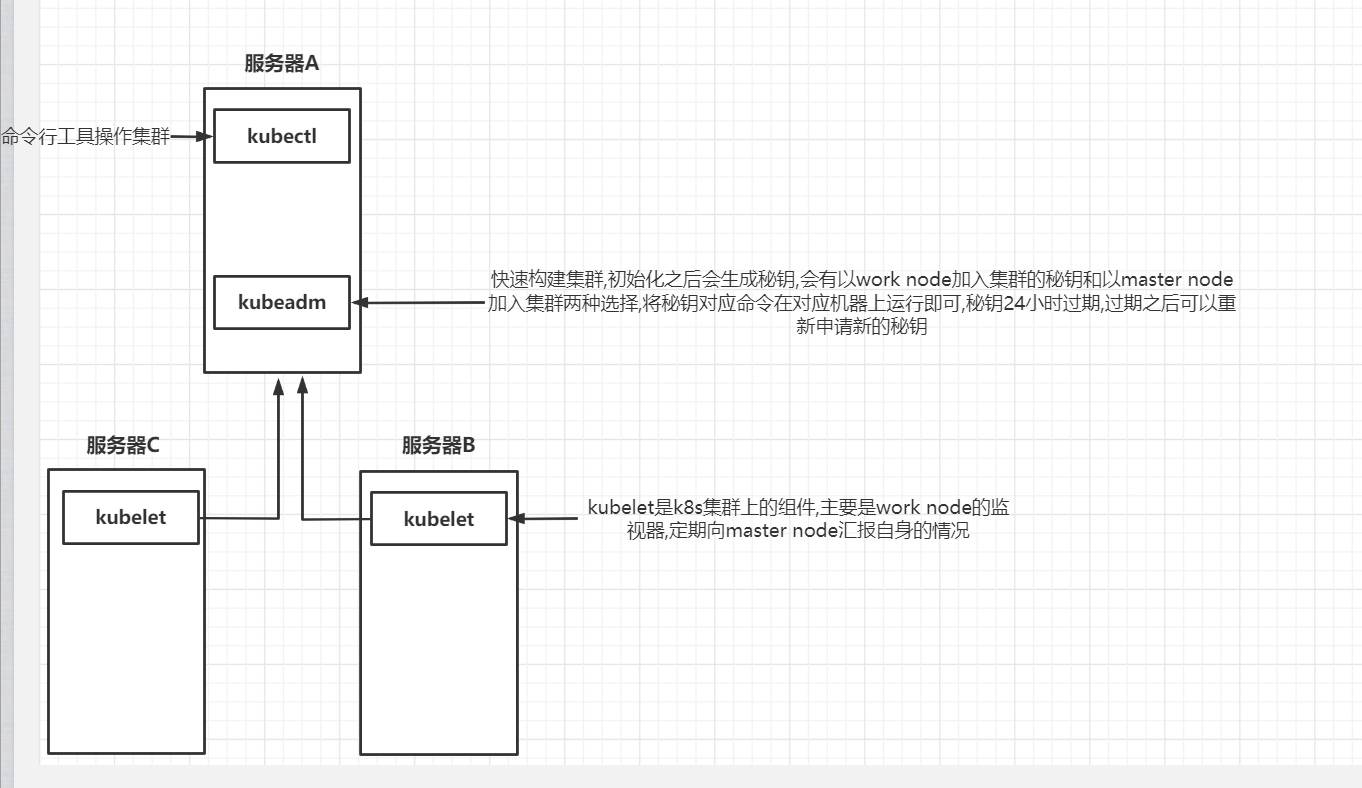 服务器A
命令行工具操作集群
kubectl
快速构建集群,初始化之后会生成秘钥,会有以work node加入集群的秘钥和以master node
加入集群两种选择,将秘钥对应命令在对应机器上运行即可,秘钥24小时过期,过期之后可以重
新申请新的秘钥
kubeadm
服务器C
服务器B
kubelet
kubelet
kubelet是k8s集群上的组件,主要是work node的监
视器,定期向master node汇报自身的情况